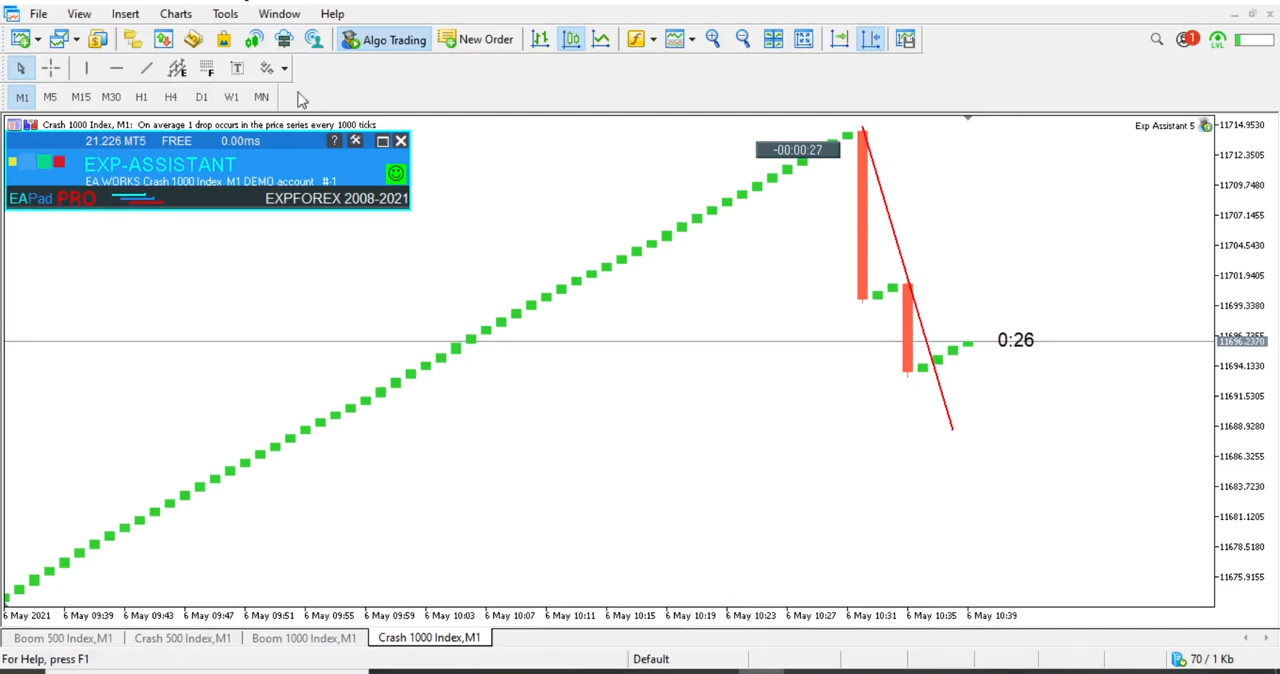 File View Insert Charts Tools Window Help
Algo Trading New Order 1 LVL
E F T
M1 M5 M15 M30 H1 H4 D1 W1 MN
Crash 1000 Index, M1: On average 1 drop occurs in the price series every 1000 ticks
Exp Assistant 5
21.226 MT5 FREE 0.00ms ?
EXP-ASSISTANT
EA WORKS Crash 1000 Index M1 DEMO account #-1
EAPad PRO EXPFOREX 2008-2021
-00:00:27
0:26
11714.9530
11712.3505
11709.7480
11707.1455
11704.5430
11701.9405
11699.3380
11696.2370
11694.1330
11691.5305
11688.9280
11686.3255
11683.7230
11681.1205
11678.5180
11675.9155
6 May 2021 6 May 09:39 6 May 09:43 6 May 09:47 6 May 09:51 6 May 09:55 6 May 09:59 6 May 10:03 6 May 10:07 6 May 10:11 6 May 10:15 6 May 10:19 6 May 10:23 6 May 10:27 6 May 10:31 6 May 10:35 6 May 10:39
Boom 500 Index,M1 Crash 500 Index,M1 Boom 1000 Index,M1 Crash 1000 Index,M1
For Help, press F1 Default 70 / 1 Kb